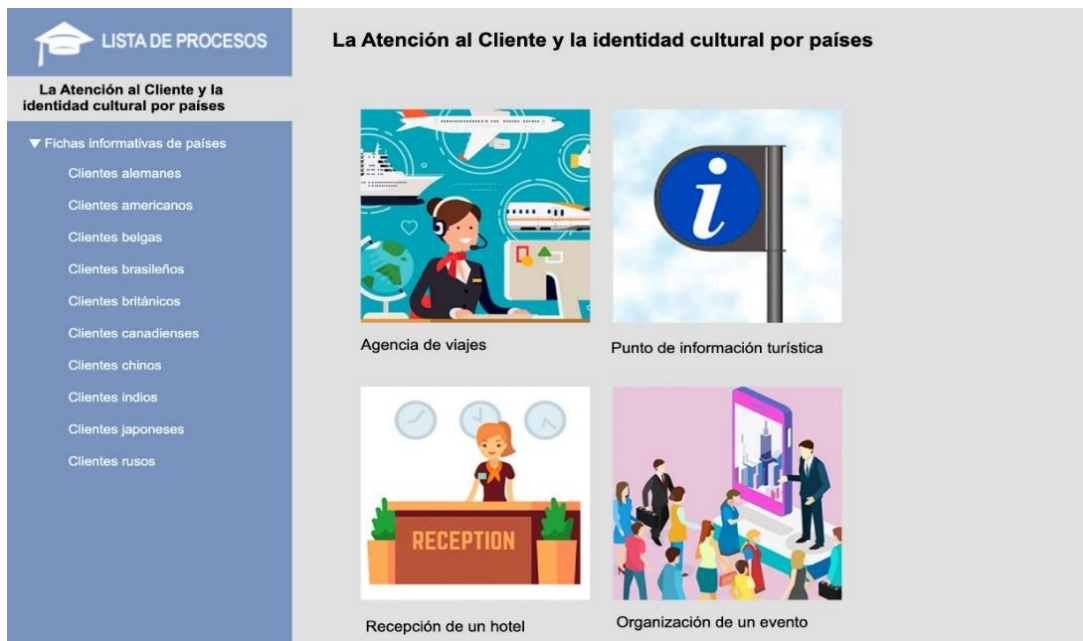 LISTA DE PROCESOS
La Atención al Cliente y la
identidad cultural por países
▼ Fichas informativas de países
Clientes alemanes
Clientes americanos
Clientes belgas
Clientes brasileños
Clientes británicos
Clientes canadienses
Clientes chinos
Clientes indios
Clientes japoneses
Clientes rusos
La Atención al Cliente y la identidad cultural por países
i
Agencia de viajes
Punto de información turística
RECEPTION
Recepción de un hotel
Organización de un evento